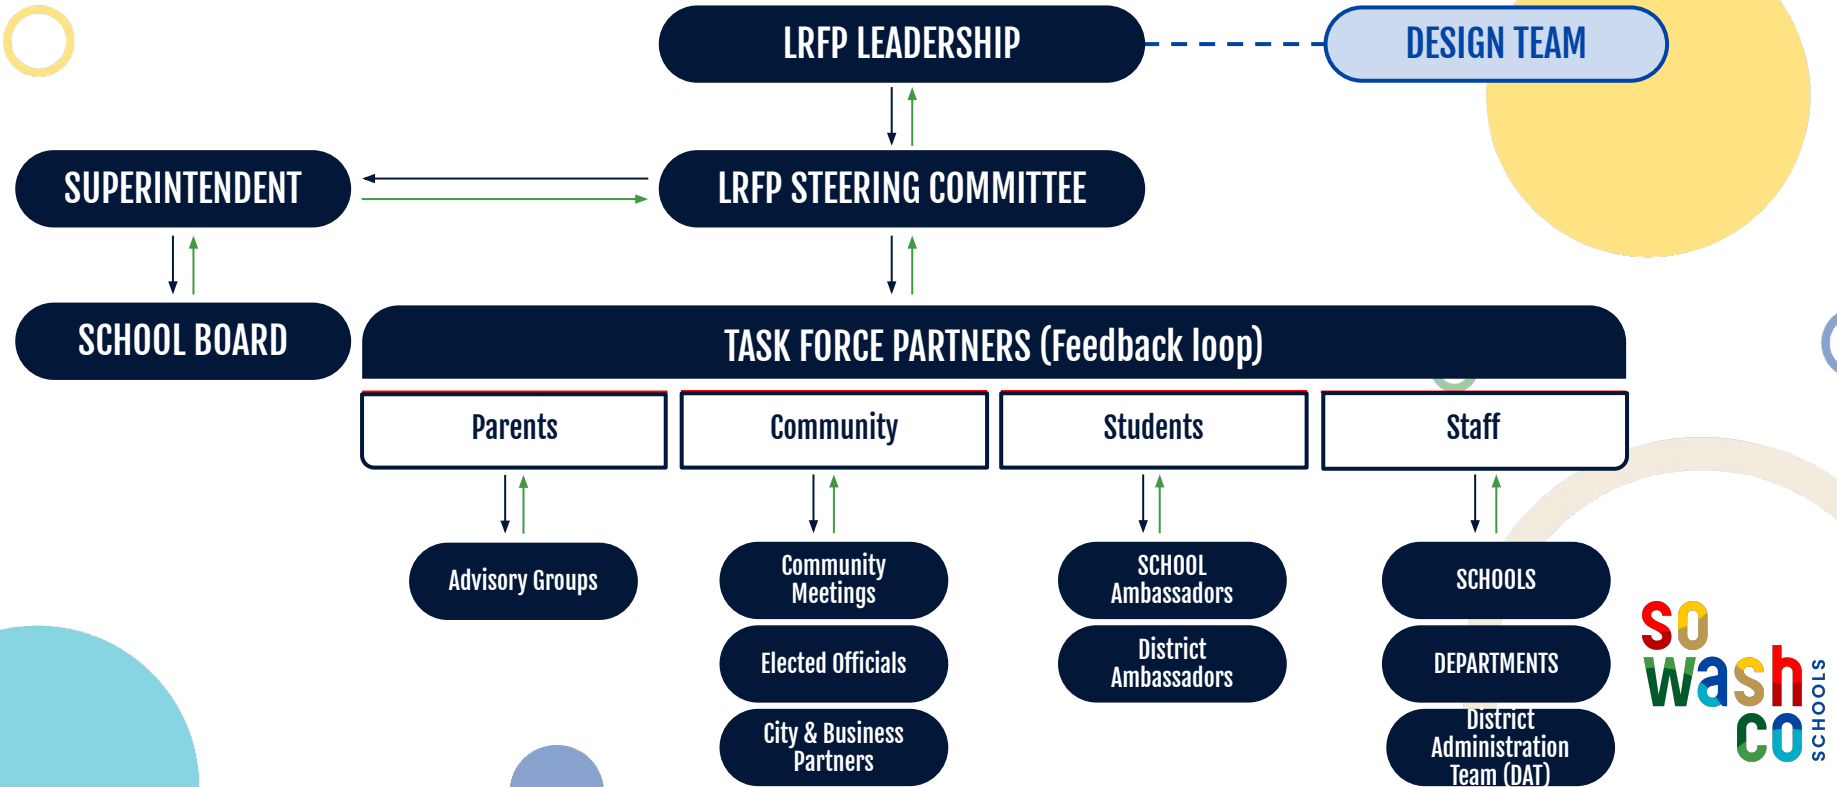 LRFP LEADERSHIP
DESIGN TEAM
SUPERINTENDENT
LRFP STEERING COMMITTEE
SCHOOL BOARD
TASK FORCE PARTNERS (Feedback loop)
Parents
Community
Students
Staff
Advisory Groups
Community
Meetings
Elected Officials
City & Business
Partners
SCHOOL
Ambassadors
District
Ambassadors
SCHOOLS
DEPARTMENTS
District
Administration
Team (DAT)
so
wash
co
SCHOOLS